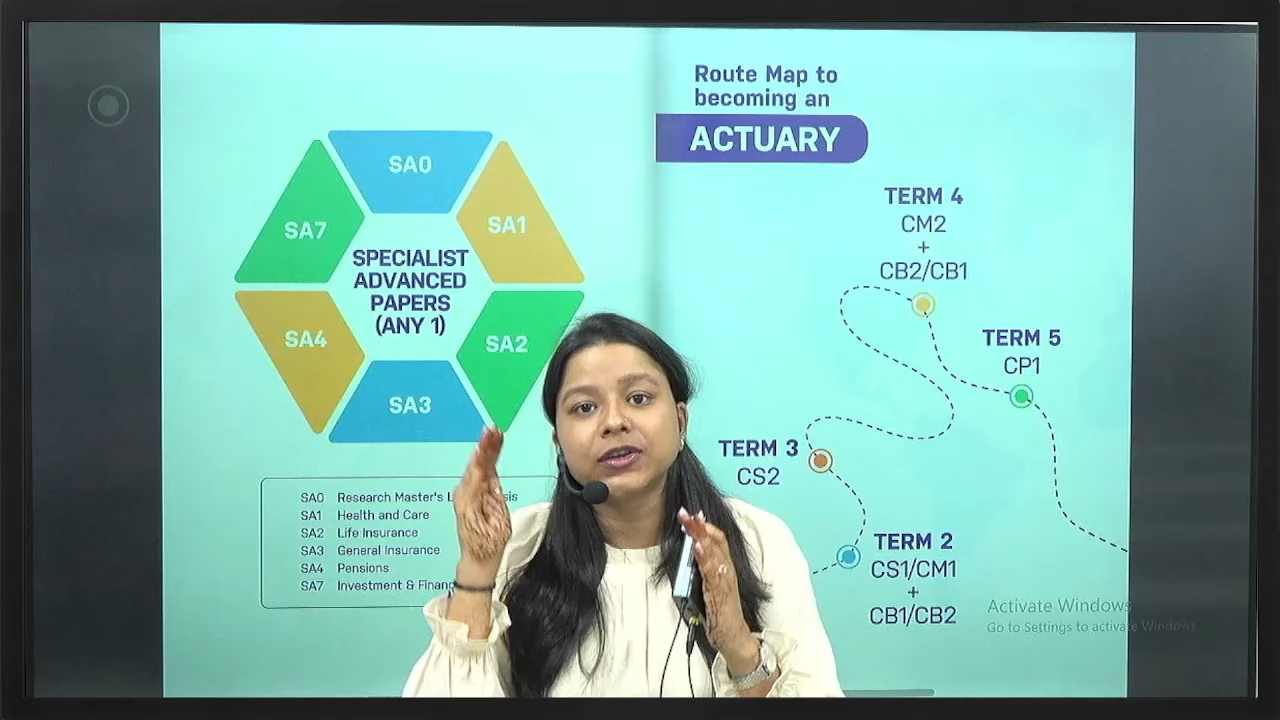 SA0
SA1
SA2
SA3
SA4
SA7
SPECIALIST
ADVANCED
PAPERS
(ANY 1)
SA0 Research Master's
SA1 Health and Care
SA2 Life Insurance
SA3 General Insurance
SA4 Pensions
SA7 Investment &
Route Map to
becoming an
ACTUARY
TERM 4
CM2
+
CB2/CB1
TERM 5
CP1
TERM 3
CS2
TERM 2
CS1/CM1
+
CB1/CB2
Activate Windows
Go to Settings to activate Windows.